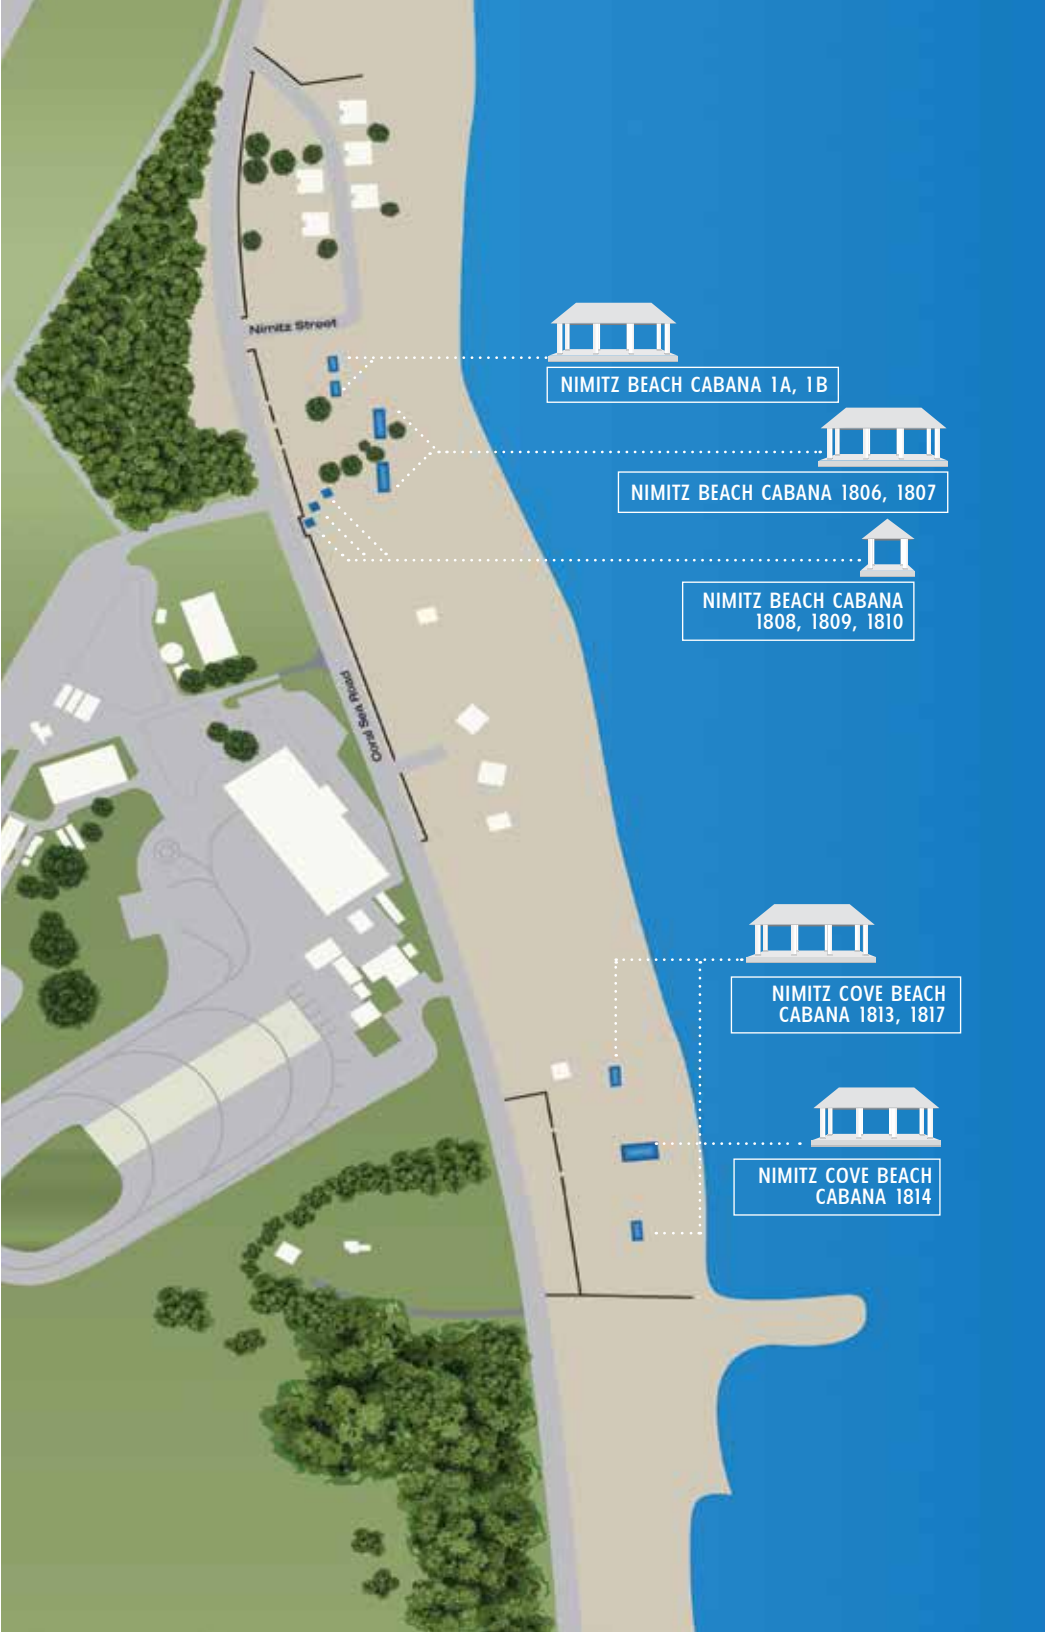 Nimitz Street
NIMITZ BEACH CABANA 1A, 1B
NIMITZ BEACH CABANA 1806, 1807
NIMITZ BEACH CABANA
1808, 1809, 1810
Coral Sea Road
NIMITZ COVE BEACH
CABANA 1813, 1817
NIMITZ COVE BEACH
CABANA 1814